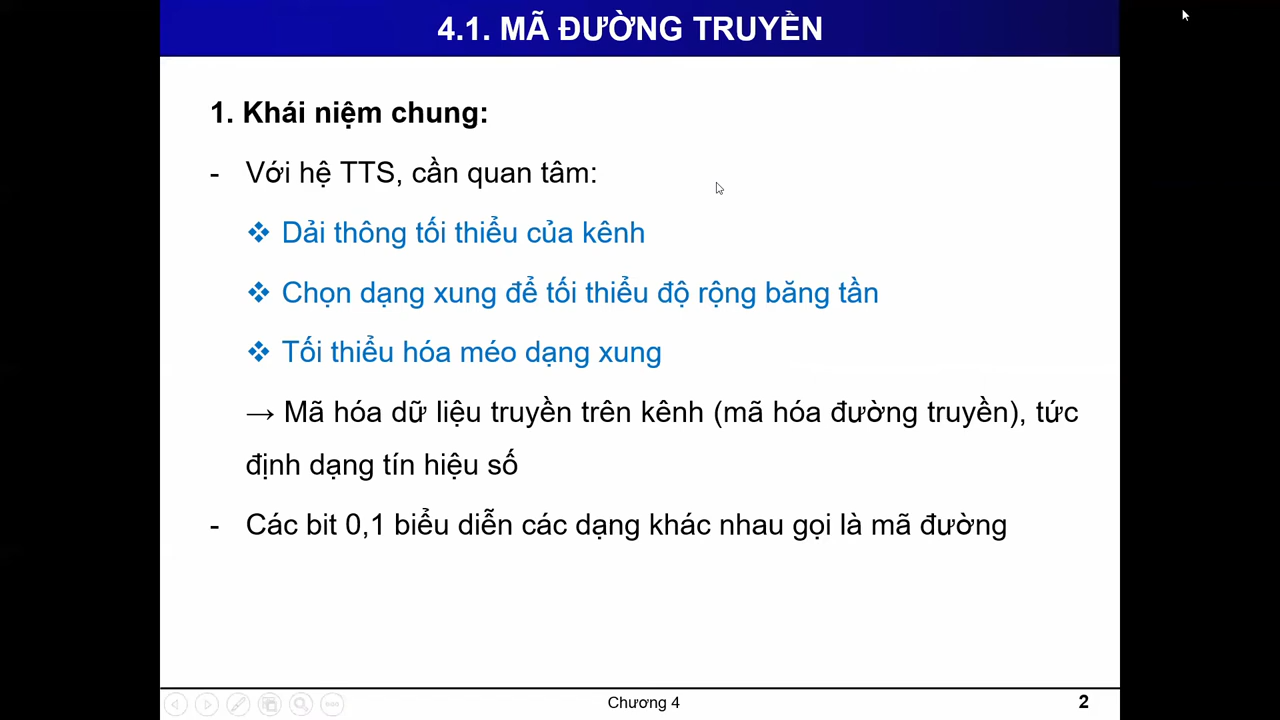 4.1. MÃ ĐƯỜNG TRUYỀN
1. Khái niệm chung:
- Với hệ TTS, cần quan tâm:
❖ Dải thông tối thiểu của kênh
❖ Chọn dạng xung để tối thiểu độ rộng băng tần
❖ Tối thiểu hóa méo dạng xung
→ Mã hóa dữ liệu truyền trên kênh (mã hóa đường truyền), tức
định dạng tín hiệu số
- Các bit 0,1 biểu diễn các dạng khác nhau gọi là mã đường
Chương 4
2